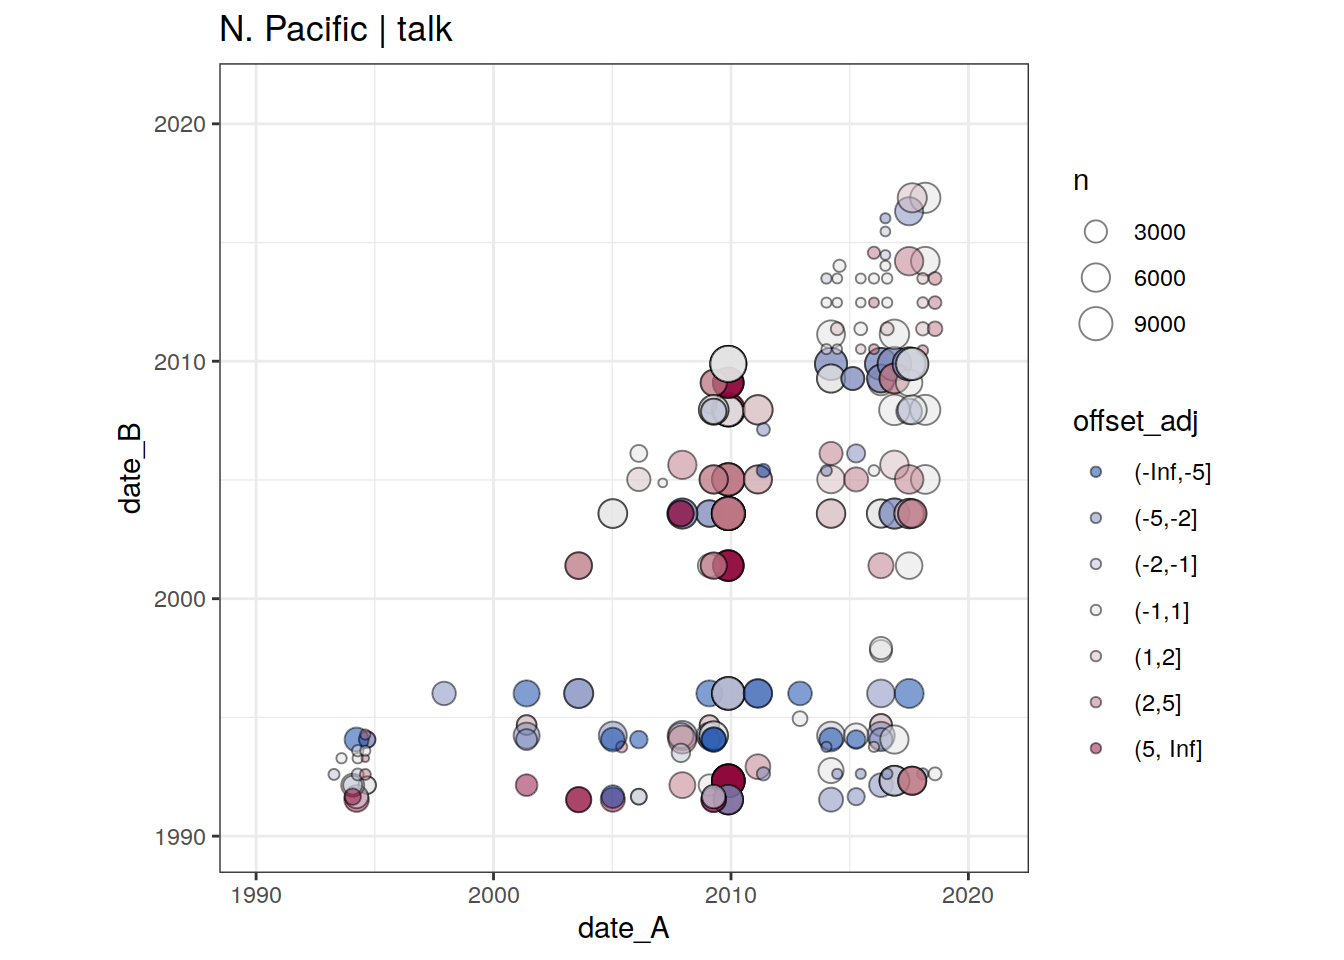 N. Pacific | talk
2020
2010
2000
1990
1990
2000
2010
2020
date_A
date_B
n
3000
6000
9000
offset_adj
(-Inf,-5]
(-5,-2]
(-2,-1]
(-1,1]
(1,2]
(2,5]
(5, Inf]